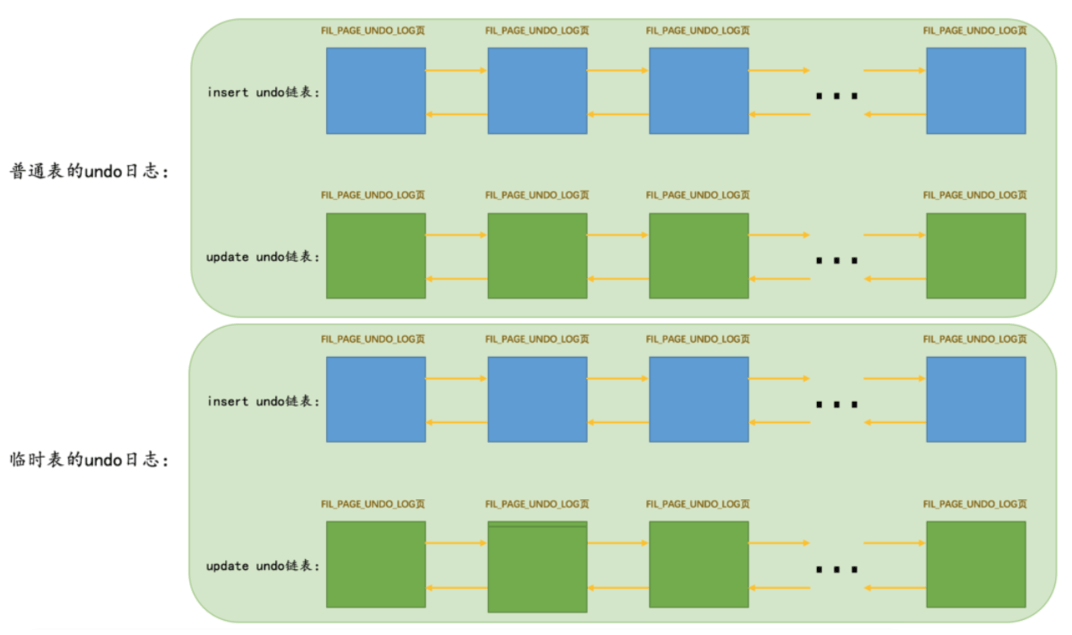 FIL_PAGE_UNDO_LOG页 FIL_PAGE_UNDO_LOG页 FIL_PAGE_UNDO_LOG页 FIL_PAGE_UNDO_LOG页
insert undo链表:
...
普通表的undo日志:
FIL_PAGE_UNDO_LOG页 FIL_PAGE_UNDO_LOG页 FIL_PAGE_UNDO_LOG页 FIL_PAGE_UNDO_LOG页
update undo链表:
...
FIL_PAGE_UNDO_LOG页 FIL_PAGE_UNDO_LOG页 FIL_PAGE_UNDO_LOG页 FIL_PAGE_UNDO_LOG页
insert undo链表:
...
临时表的undo日志:
FIL_PAGE_UNDO_LOG页 FIL_PAGE_UNDO_LOG页 FIL_PAGE_UNDO_LOG页 FIL_PAGE_UNDO_LOG页
update undo链表:
...